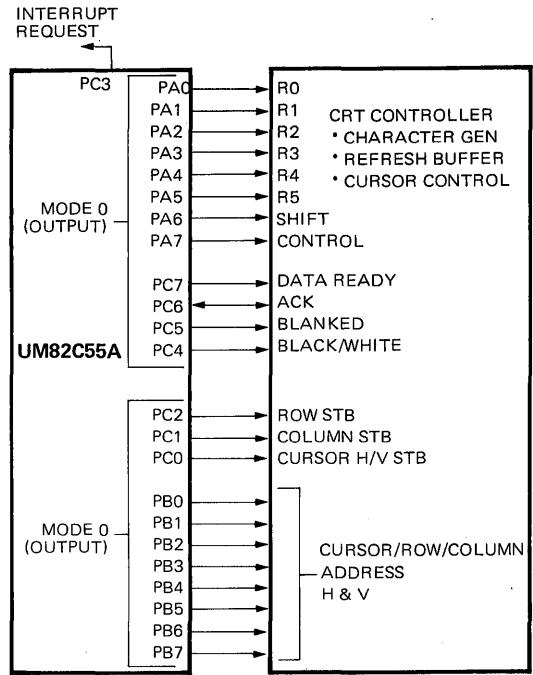 INTERRUPT
REQUEST
PC3
PA0
PA1
PA2
PA3
PA4
PA5
PA6
PA7
MODE 0
(OUTPUT)
PC7
PC6
PC5
PC4
UM82C55A
PC2
PC1
PC0
PB0
PB1
PB2
PB3
PB4
PB5
PB6
PB7
MODE 0
(OUTPUT)
R0
R1
R2
R3
R4
R5
SHIFT
CONTROL
CRT CONTROLLER
• CHARACTER GEN
• REFRESH BUFFER
• CURSOR CONTROL
DATA READY
ACK
BLANKED
BLACK/WHITE
ROW STB
COLUMN STB
CURSOR H/V STB
CURSOR/ROW/COLUMN
ADDRESS
H & V